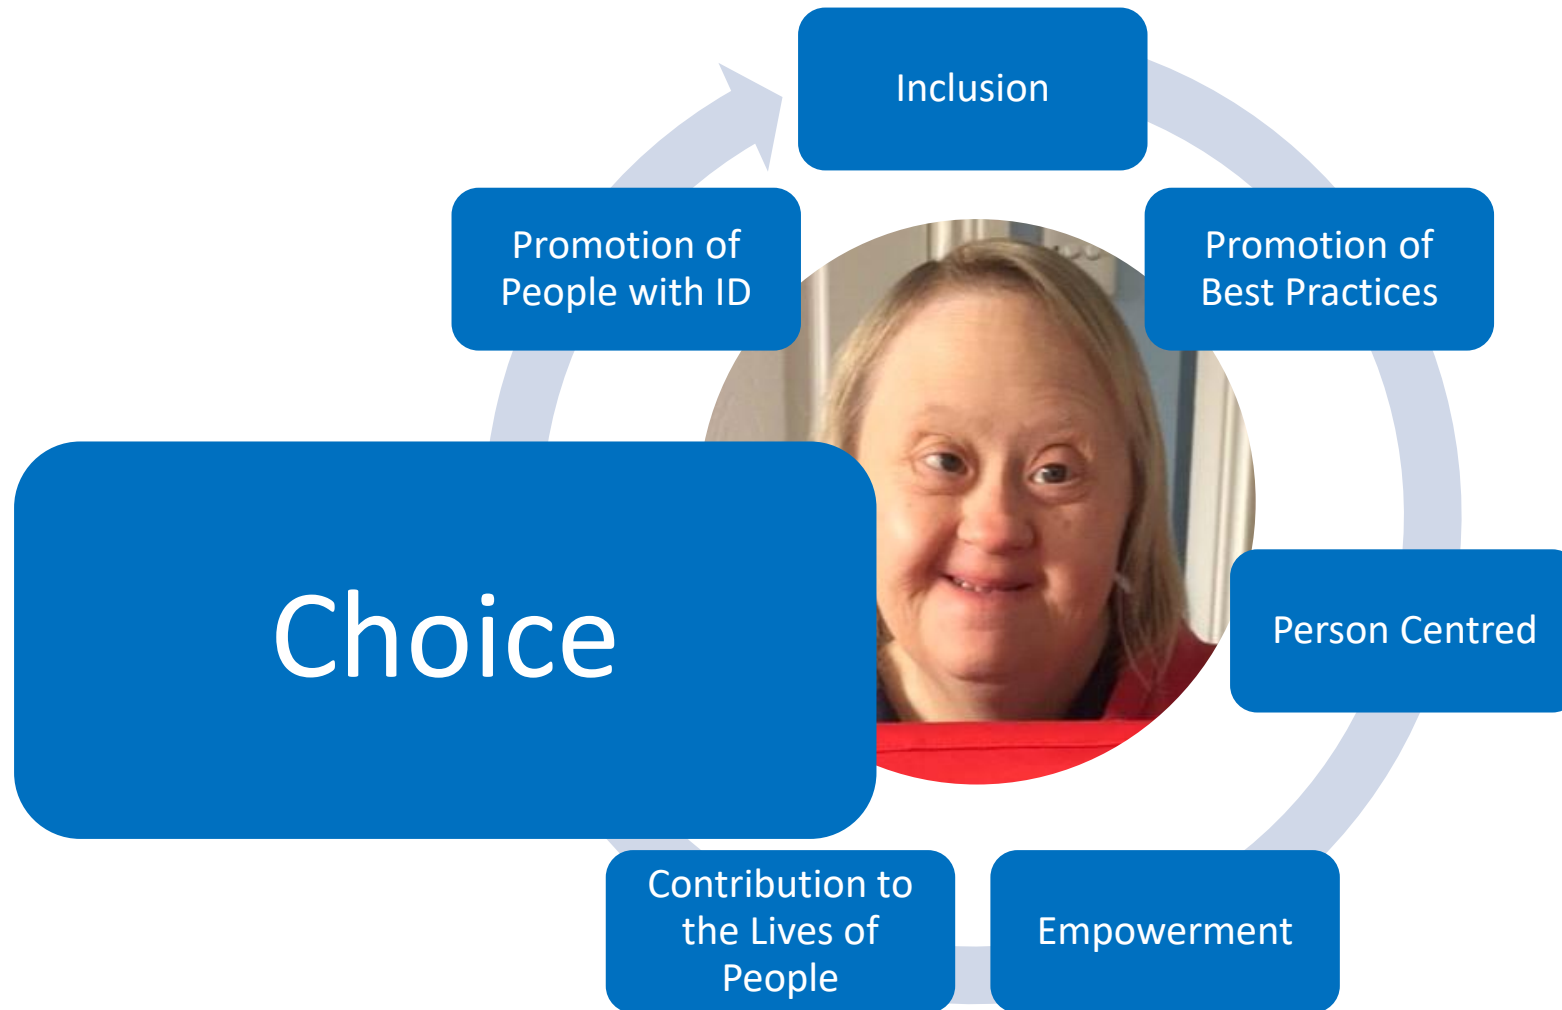 Inclusion
Promotion of
Best Practices
Person Centred
Empowerment
Contribution to
the Lives of
People
Choice
Promotion of
People with ID